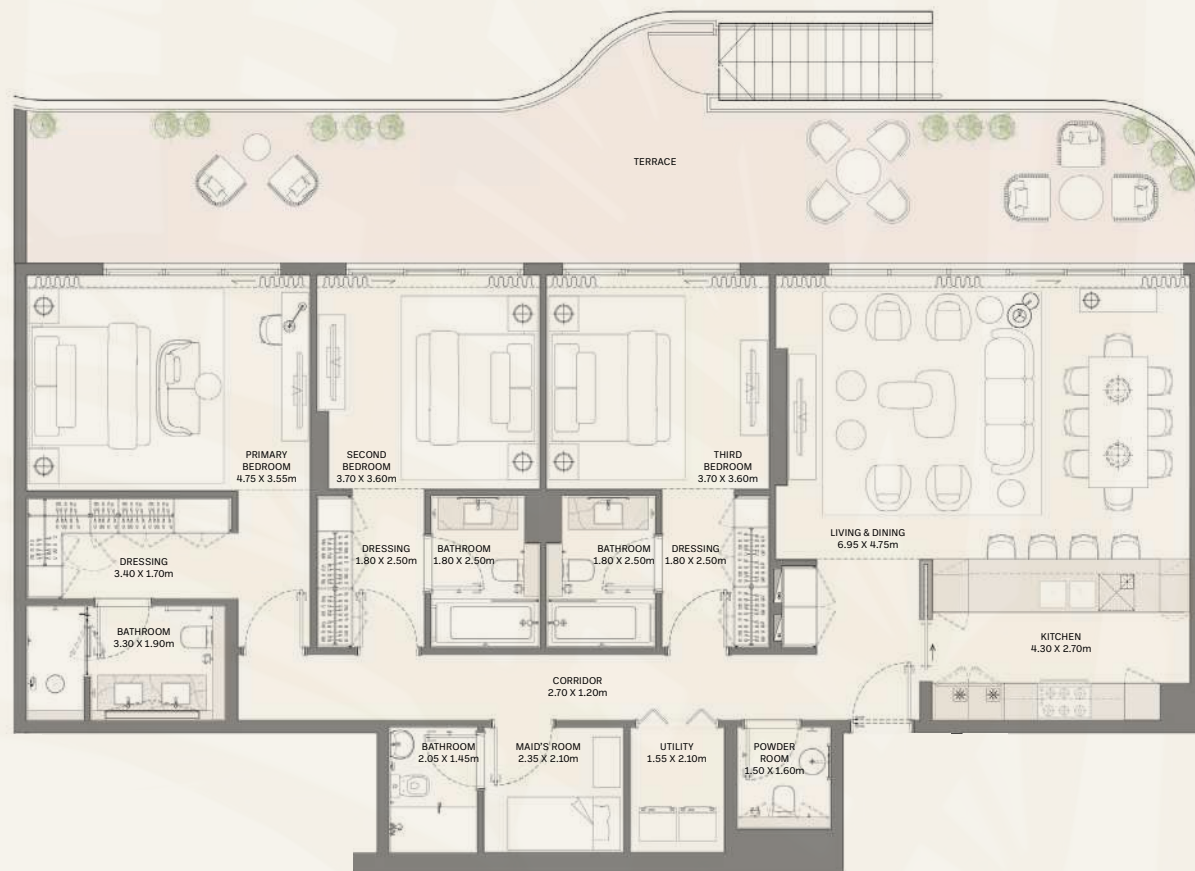 TERRACE
PRIMARY
BEDROOM
4.75 X 3.55m
SECOND
BEDROOM
3.70 X 3.60m
THIRD
BEDROOM
3.70 X 3.60m
LIVING & DINING
6.95 X 4.75m
DRESSING
3.40 X 1.70m
DRESSING
1.80 X 2.50m
BATHROOM
1.80 X 2.50m
BATHROOM
1.80 X 2.50m
DRESSING
1.80 X 2.50m
BATHROOM
3.30 X 1.90m
KITCHEN
4.30 X 2.70m
CORRIDOR
2.70 X 1.20m
BATHROOM
2.05 X 1.45m
MAID'S ROOM
2.35 X 2.10m
UTILITY
1.55 X 2.10m
POWDER
ROOM
1.50 X 1.60m